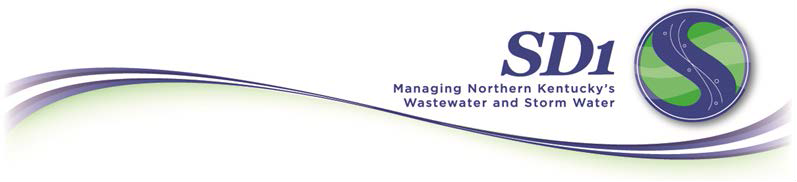 SD1
Managing Northern Kentucky's
Wastewater and Storm Water